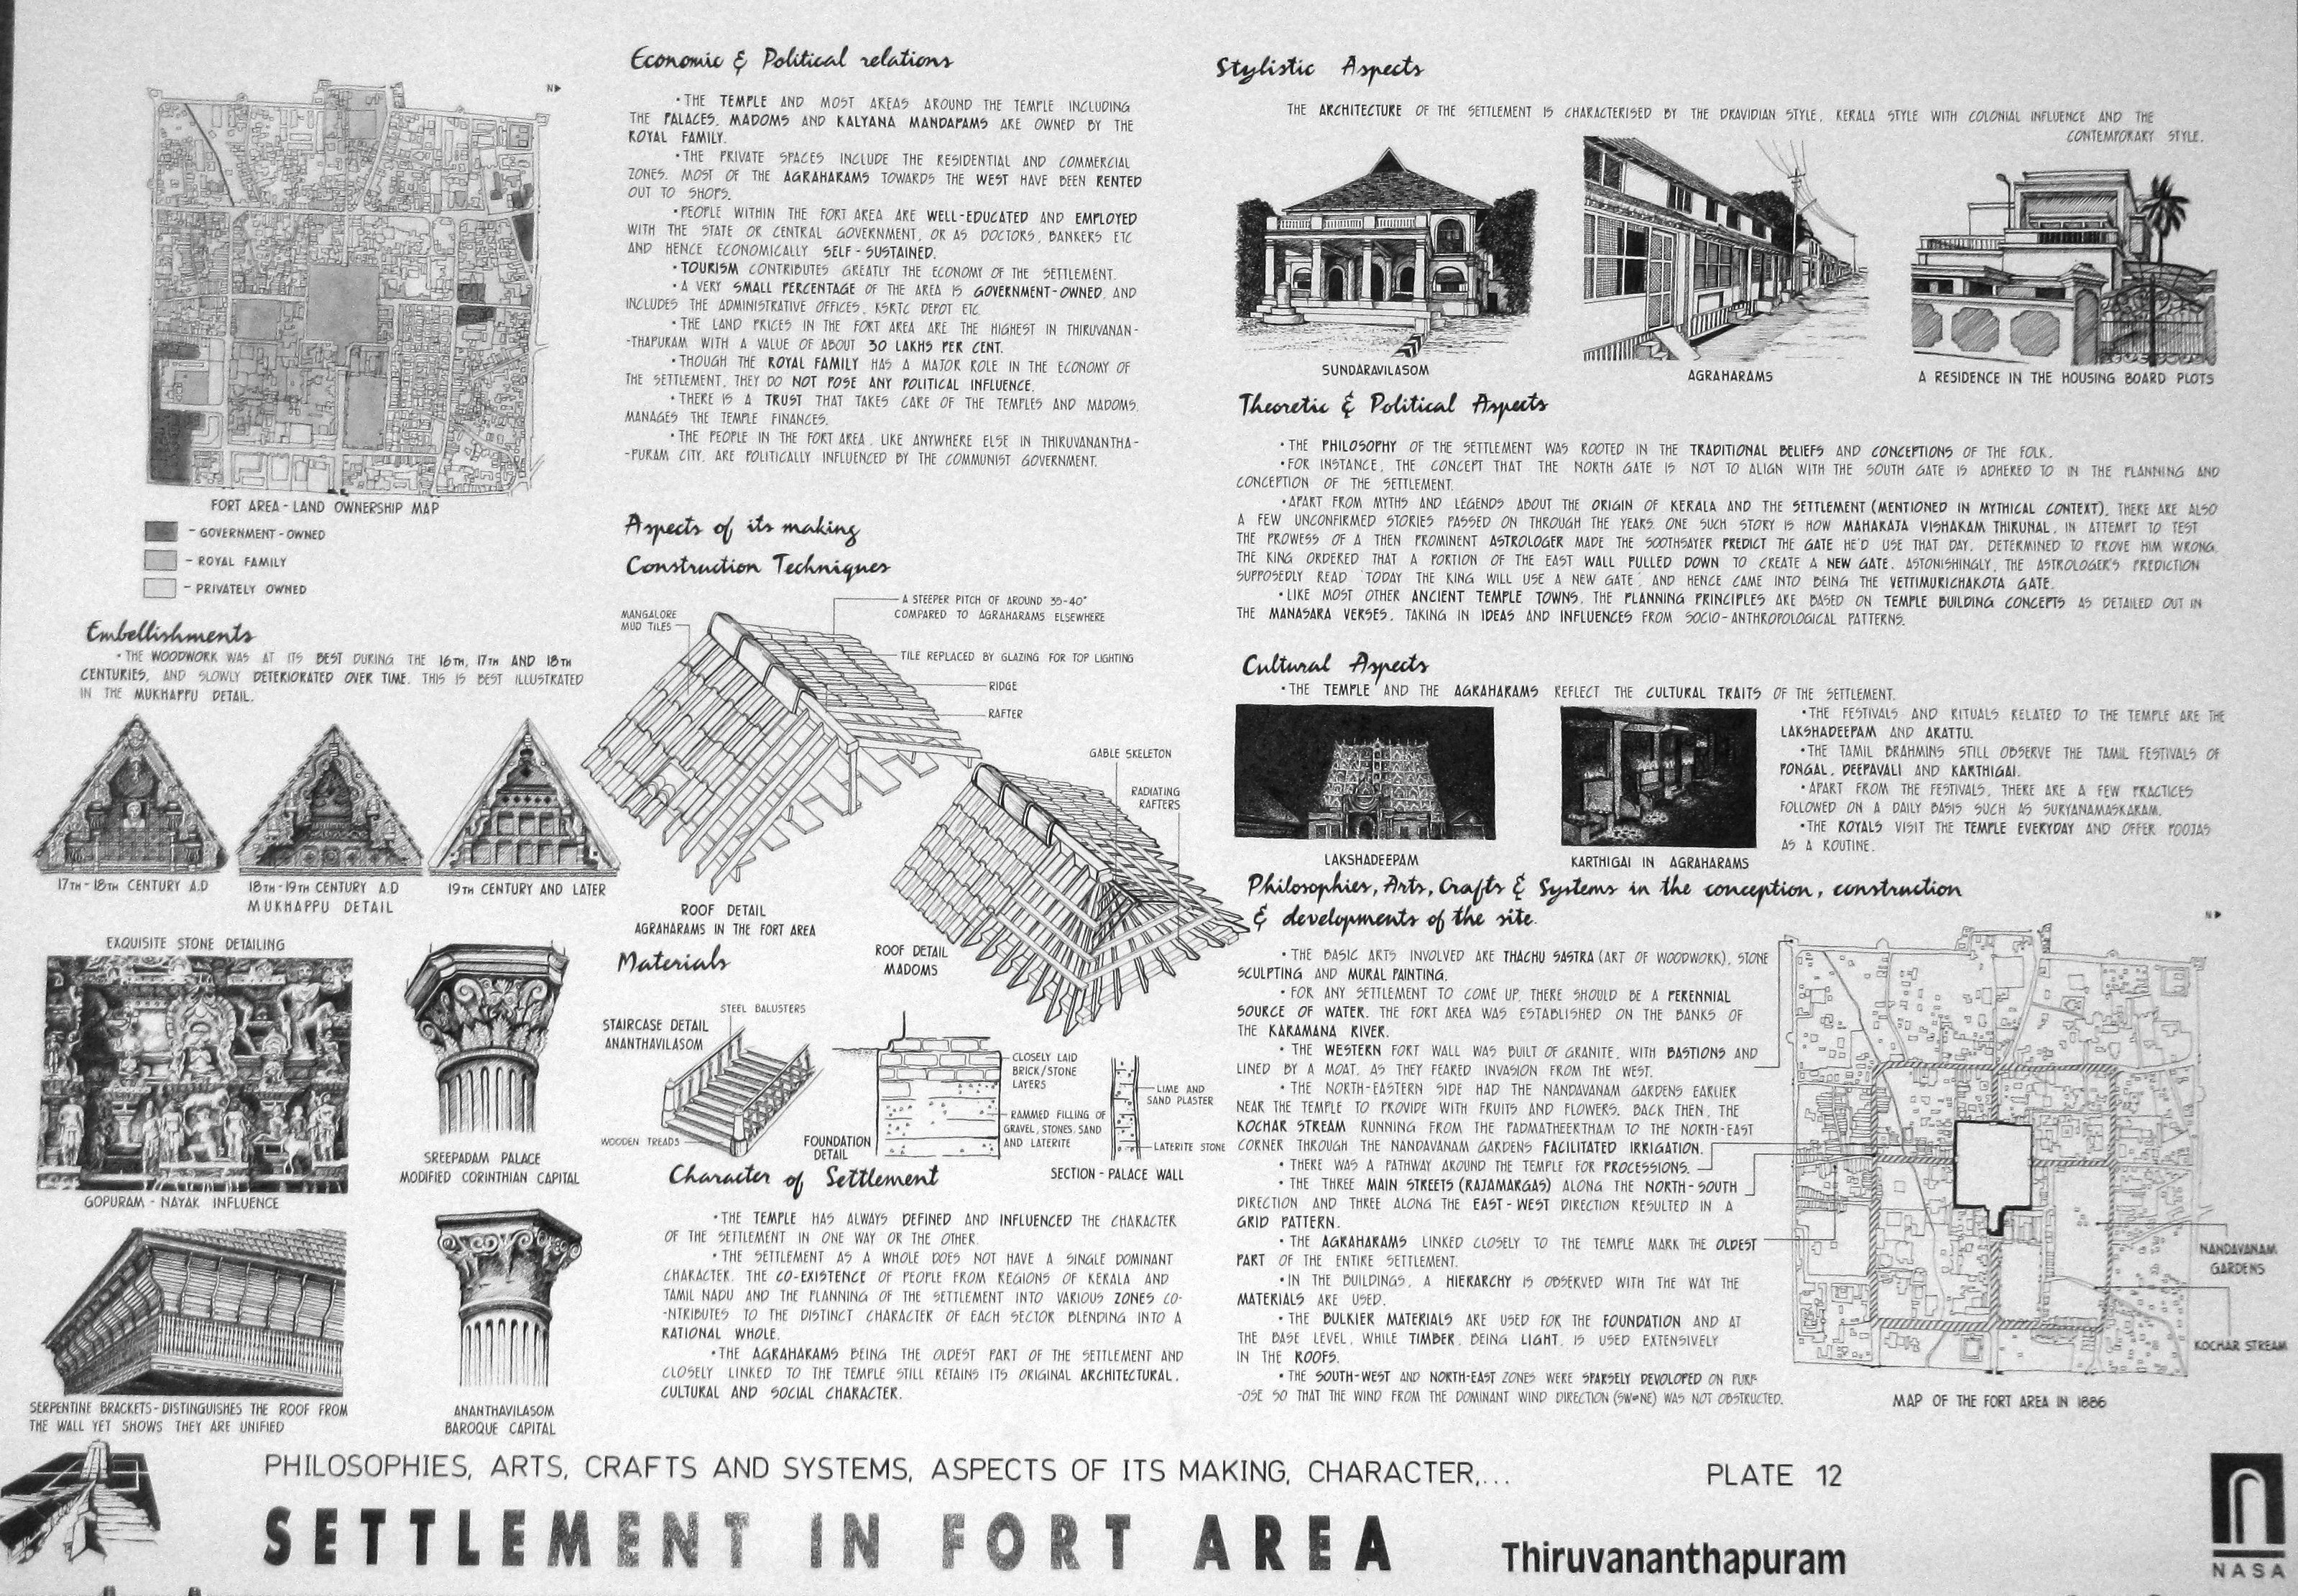 N
FORT AREA - LAND OWNERSHIP MAP
- GOVERNMENT - OWNED
- ROYAL FAMILY
- PRIVATELY OWNED
Embellishments
•THE WOODWORK WAS AT ITS BEST DURING THE 16TH, 17TH AND 18TH
CENTURIES, AND SLOWLY DETERIORATED OVER TIME. THIS IS BEST ILLUSTRATED
IN THE MUKHAPPU DETAIL.
17TH-18TH CENTURY A.D
18TH-19TH CENTURY A.D
19TH CENTURY AND LATER
MUKHAPPU DETAIL
EXQUISITE STONE DETAILING
GOPURAM - NAYAK INFLUENCE
SREEPADAM PALACE
MODIFIED CORINTHIAN CAPITAL
SERPENTINE BRACKETS-DISTINGUISHES THE ROOF FROM
THE WALL YET SHOWS THEY ARE UNIFIED
ANANTHAVILASOM
BAROQUE CAPITAL
Economic & Political relations
•THE TEMPLE AND MOST AREAS AROUND THE TEMPLE INCLUDING
THE PALACES, MADOMS AND KALYANA MANDAPAMS ARE OWNED BY THE
ROYAL FAMILY.
•THE PRIVATE SPACES INCLUDE THE RESIDENTIAL AND COMMERCIAL
ZONES. MOST OF THE AGRAHARAMS TOWARDS THE WEST HAVE BEEN RENTED
OUT TO SHOPS.
•PEOPLE WITHIN THE FORT AREA ARE WELL-EDUCATED AND EMPLOYED
WITH THE STATE OR CENTRAL GOVERNMENT, OR AS DOCTORS, BANKERS ETC
AND HENCE ECONOMICALLY SELF-SUSTAINED.
•TOURISM CONTRIBUTES GREATLY THE ECONOMY OF THE SETTLEMENT.
•A VERY SMALL PERCENTAGE OF THE AREA IS GOVERNMENT-OWNED, AND
INCLUDES THE ADMINISTRATIVE OFFICES, KSRTC DEPOT ETC.
•THE LAND PRICES IN THE FORT AREA ARE THE HIGHEST IN THIRUVANAN-
-THAPURAM WITH A VALUE OF ABOUT 30 LAKHS PER CENT.
•THOUGH THE ROYAL FAMILY HAS A MAJOR ROLE IN THE ECONOMY OF
THE SETTLEMENT, THEY DO NOT POSE ANY POLITICAL INFLUENCE.
•THERE IS A TRUST THAT TAKES CARE OF THE TEMPLES AND MADOMS,
MANAGES THE TEMPLE FINANCES.
•THE PEOPLE IN THE FORT AREA, LIKE ANYWHERE ELSE IN THIRUVANANTHA-
-PURAM CITY, ARE POLITICALLY INFLUENCED BY THE COMMUNIST GOVERNMENT.
Aspects of its making
Construction Techniques
MANGALORE
MUD TILES
A STEEPER PITCH OF AROUND 35-40°
COMPARED TO AGRAHARAMS ELSEWHERE
TILE REPLACED BY GLAZING FOR TOP LIGHTING
RIDGE
RAFTER
GABLE SKELETON
RADIATING
RAFTERS
ROOF DETAIL
AGRAHARAMS IN THE FORT AREA
ROOF DETAIL
MADOMS
Materials
STAIRCASE DETAIL
ANANTHAVILASOM
STEEL BALUSTERS
WOODEN TREADS
FOUNDATION
DETAIL
CLOSELY LAID
BRICK/STONE
LAYERS
RAMMED FILLING OF
GRAVEL, STONES, SAND
AND LATERITE
LIME AND
SAND PLASTER
LATERITE STONE
SECTION - PALACE WALL
Character of Settlement
•THE TEMPLE HAS ALWAYS DEFINED AND INFLUENCED THE CHARACTER
OF THE SETTLEMENT IN ONE WAY OR THE OTHER.
•THE SETTLEMENT AS A WHOLE DOES NOT HAVE A SINGLE DOMINANT
CHARACTER. THE CO-EXISTENCE OF PEOPLE FROM REGIONS OF KERALA AND
TAMIL NADU AND THE PLANNING OF THE SETTLEMENT INTO VARIOUS ZONES CO-
-NTRIBUTES TO THE DISTINCT CHARACTER OF EACH SECTOR BLENDING INTO A
RATIONAL WHOLE.
•THE AGRAHARAMS BEING THE OLDEST PART OF THE SETTLEMENT AND
CLOSELY LINKED TO THE TEMPLE STILL RETAINS ITS ORIGINAL ARCHITECTURAL,
CULTURAL AND SOCIAL CHARACTER.
Stylistic Aspects
THE ARCHITECTURE OF THE SETTLEMENT IS CHARACTERISED BY THE DRAVIDIAN STYLE, KERALA STYLE WITH COLONIAL INFLUENCE AND THE
CONTEMPORARY STYLE.
SUNDARAVILASOM
AGRAHARAMS
A RESIDENCE IN THE HOUSING BOARD PLOTS
Theoretic & Political Aspects
•THE PHILOSOPHY OF THE SETTLEMENT WAS ROOTED IN THE TRADITIONAL BELIEFS AND CONCEPTIONS OF THE FOLK.
•FOR INSTANCE, THE CONCEPT THAT THE NORTH GATE IS NOT TO ALIGN WITH THE SOUTH GATE IS ADHERED TO IN THE PLANNING AND
CONCEPTION OF THE SETTLEMENT.
•APART FROM MYTHS AND LEGENDS ABOUT THE ORIGIN OF KERALA AND THE SETTLEMENT (MENTIONED IN MYTHICAL CONTEXT), THERE ARE ALSO
A FEW UNCONFIRMED STORIES PASSED ON THROUGH THE YEARS. ONE SUCH STORY IS HOW MAHARAJA VISHAKAM THIRUNAL, IN ATTEMPT TO TEST
THE PROWESS OF A THEN PROMINENT ASTROLOGER MADE THE SOOTHSAYER PREDICT THE GATE HE'D USE THAT DAY. DETERMINED TO PROVE HIM WRONG,
THE KING ORDERED THAT A PORTION OF THE EAST WALL PULLED DOWN TO CREATE A NEW GATE. ASTONISHINGLY, THE ASTROLOGER'S PREDICTION
SUPPOSEDLY READ 'TODAY THE KING WILL USE A NEW GATE', AND HENCE CAME INTO BEING THE VETTIMURICHAKOTA GATE.
•LIKE MOST OTHER ANCIENT TEMPLE TOWNS, THE PLANNING PRINCIPLES ARE BASED ON TEMPLE BUILDING CONCEPTS AS DETAILED OUT IN
THE MANASARA VERSES, TAKING IN IDEAS AND INFLUENCES FROM SOCIO-ANTHROPOLOGICAL PATTERNS.
Cultural Aspects
•THE TEMPLE AND THE AGRAHARAMS REFLECT THE CULTURAL TRAITS OF THE SETTLEMENT.
LAKSHADEEPAM
KARTHIGAI IN AGRAHARAMS
•THE FESTIVALS AND RITUALS RELATED TO THE TEMPLE ARE THE
LAKSHADEEPAM AND ARATTU.
•THE TAMIL BRAHMINS STILL OBSERVE THE TAMIL FESTIVALS OF
PONGAL, DEEPAVALI AND KARTHIGAI.
•APART FROM THE FESTIVALS, THERE ARE A FEW PRACTICES
FOLLOWED ON A DAILY BASIS SUCH AS SURYANAMASKARAM.
•THE ROYALS VISIT THE TEMPLE EVERYDAY AND OFFER POOJAS
AS A ROUTINE.
Philosophies, Arts, Crafts & Systems in the conception, construction
& developments of the site.
•THE BASIC ARTS INVOLVED ARE THACHU SASTRA (ART OF WOODWORK), STONE
SCULPTING AND MURAL PAINTING.
•FOR ANY SETTLEMENT TO COME UP, THERE SHOULD BE A PERENNIAL
SOURCE OF WATER. THE FORT AREA WAS ESTABLISHED ON THE BANKS OF
THE KARAMANA RIVER.
•THE WESTERN FORT WALL WAS BUILT OF GRANITE, WITH BASTIONS AND
LINED BY A MOAT, AS THEY FEARED INVASION FROM THE WEST.
•THE NORTH-EASTERN SIDE HAD THE NANDAVANAM GARDENS EARLIER
NEAR THE TEMPLE TO PROVIDE WITH FRUITS AND FLOWERS. BACK THEN, THE
KOCHAR STREAM RUNNING FROM THE PADMATHEERTHAM TO THE NORTH-EAST
CORNER THROUGH THE NANDAVANAM GARDENS FACILITATED IRRIGATION.
•THERE WAS A PATHWAY AROUND THE TEMPLE FOR PROCESSIONS.
•THE THREE MAIN STREETS (RAJAMARGAS) ALONG THE NORTH-SOUTH
DIRECTION AND THREE ALONG THE EAST-WEST DIRECTION RESULTED IN A
GRID PATTERN.
•THE AGRAHARAMS LINKED CLOSELY TO THE TEMPLE MARK THE OLDEST
PART OF THE ENTIRE SETTLEMENT.
•IN THE BUILDINGS, A HIERARCHY IS OBSERVED WITH THE WAY THE
MATERIALS ARE USED.
•THE BULKIER MATERIALS ARE USED FOR THE FOUNDATION AND AT
THE BASE LEVEL, WHILE TIMBER, BEING LIGHT, IS USED EXTENSIVELY
IN THE ROOFS.
•THE SOUTH-WEST AND NORTH-EAST ZONES WERE SPARSELY DEVOLOPED ON PURP-
-OSE SO THAT THE WIND FROM THE DOMINANT WIND DIRECTION (SW⇌NE) WAS NOT OBSTRUCTED.
N
NANDAVANAM
GARDENS
KOCHAR STREAM
MAP OF THE FORT AREA IN 1886
PHILOSOPHIES, ARTS, CRAFTS AND SYSTEMS, ASPECTS OF ITS MAKING, CHARACTER,...
PLATE 12
SETTLEMENT IN FORT AREA
Thiruvananthapuram
NASA